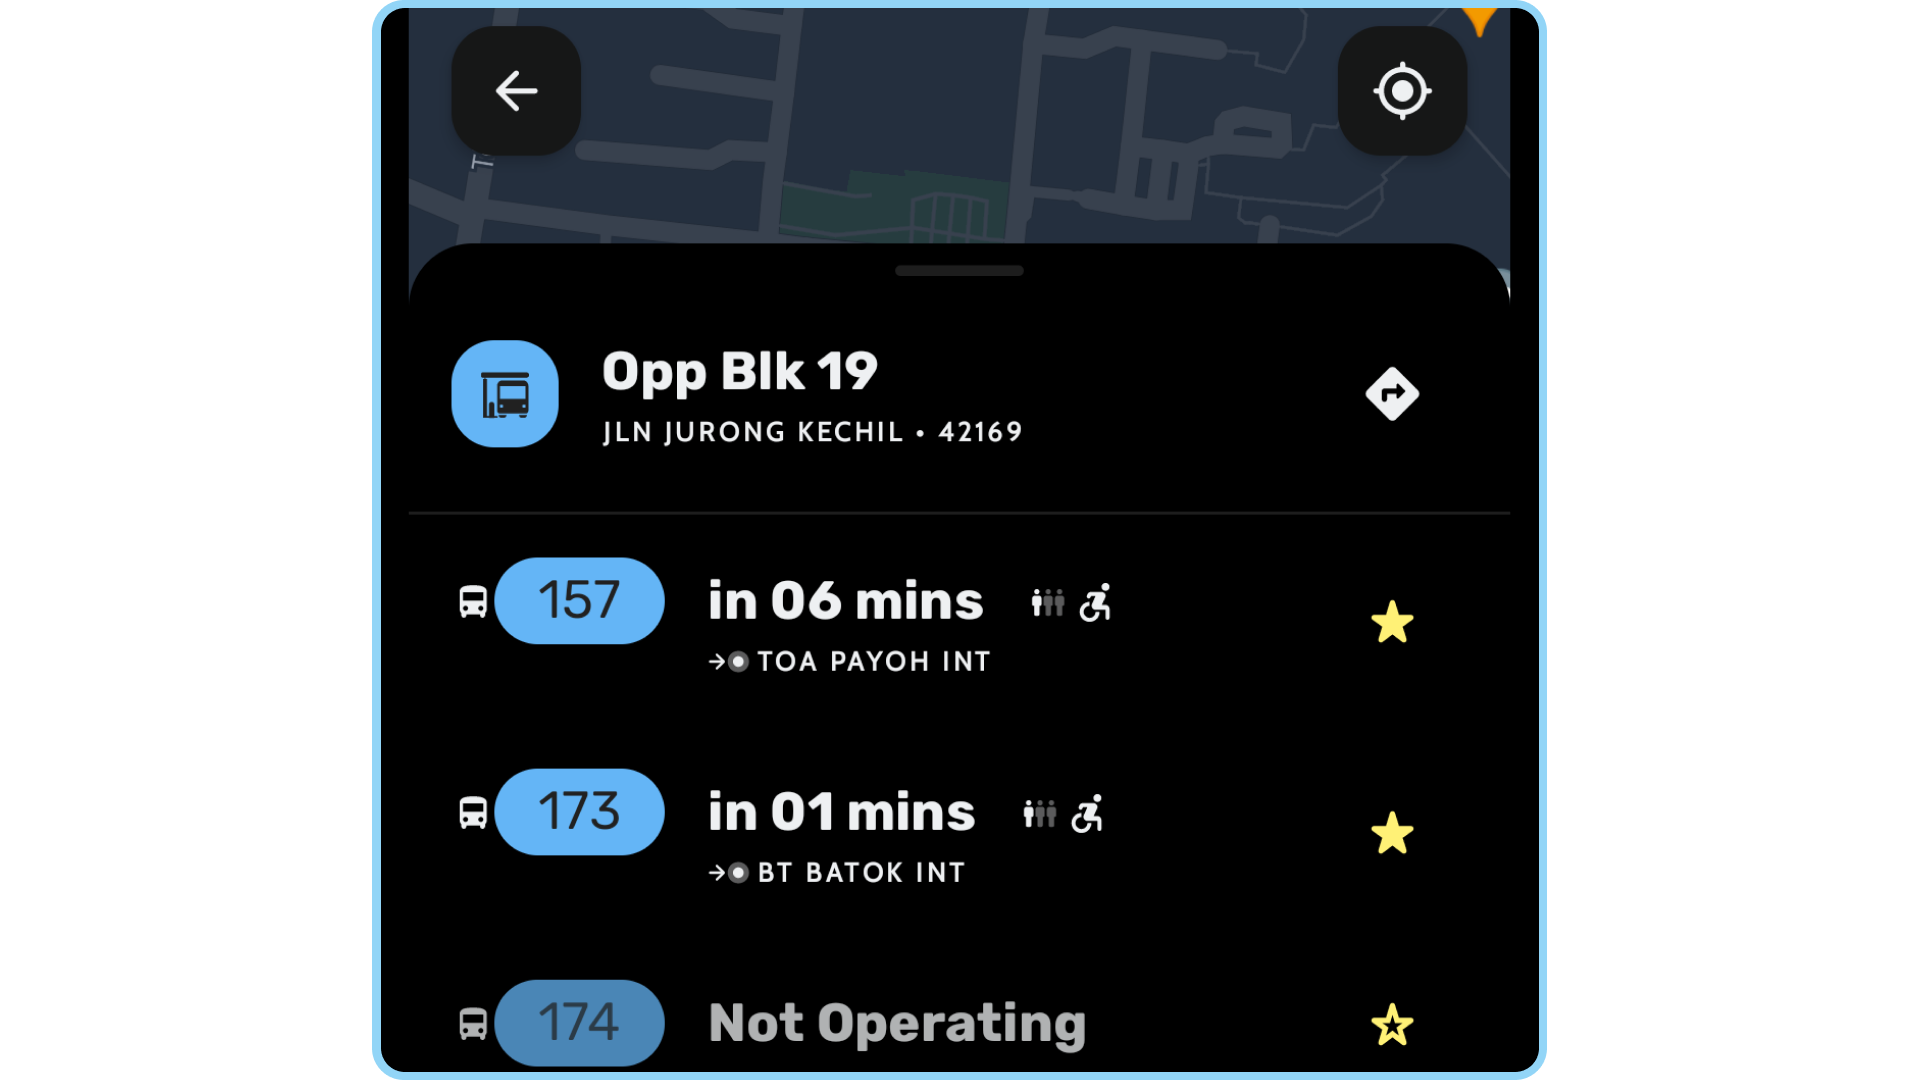 Opp Blk 19
JLN JURONG KECHIL • 42169
157 in 06 mins
TOA PAYOH INT
173 in 01 mins
BT BATOK INT
174 Not Operating